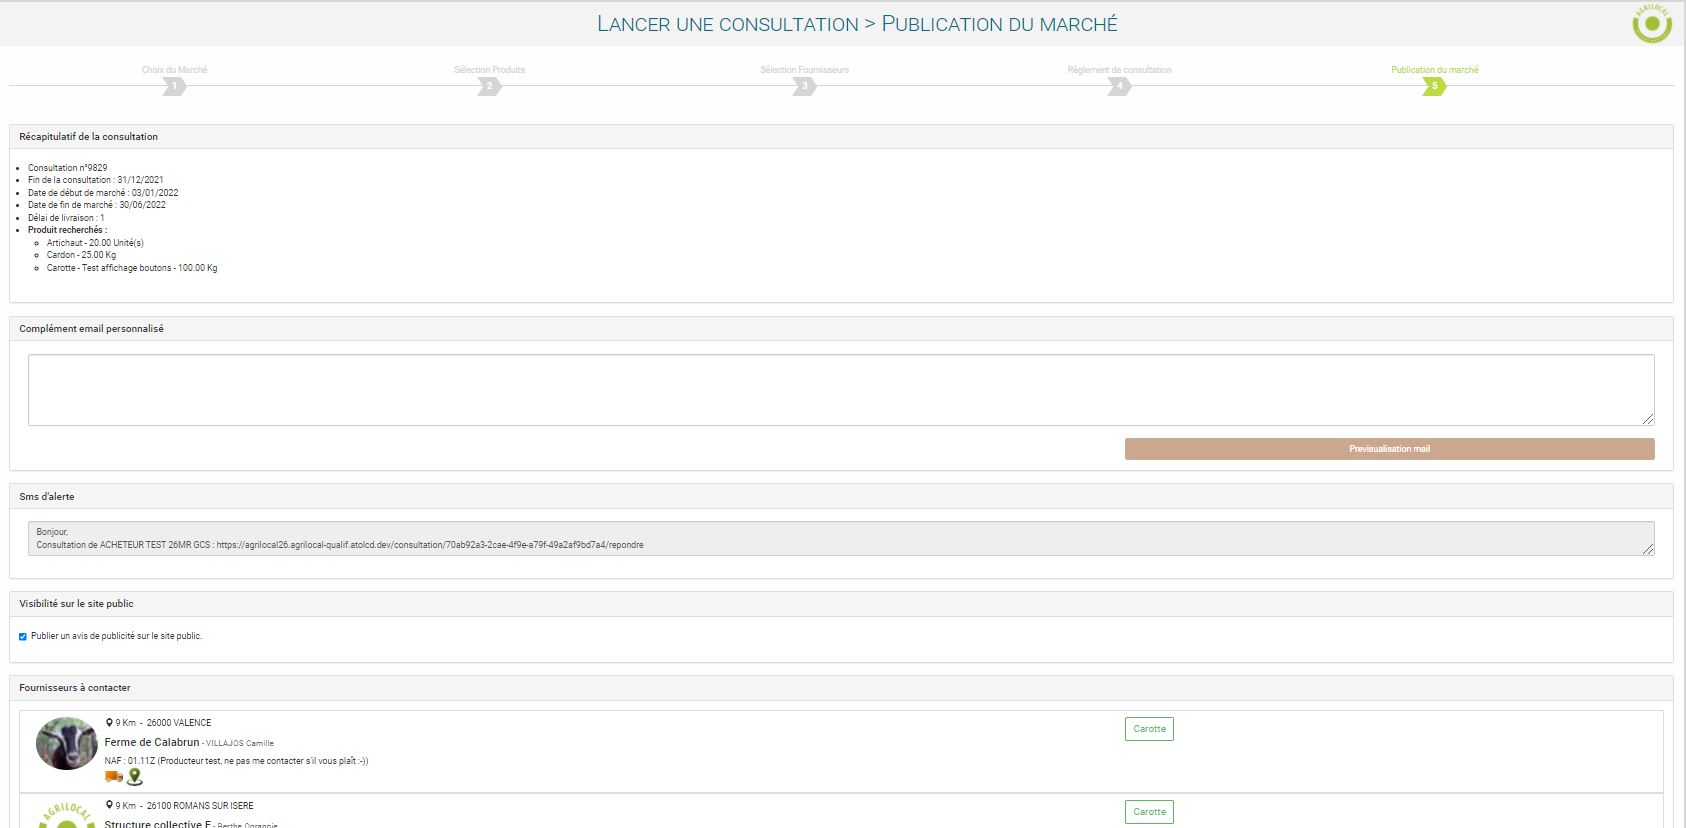 LANCER UNE CONSULTATION > PUBLICATION DU MARCHÉ
AGRILOCAL
Choix du Marché
Sélection Produits
Sélection Fournisseurs
Règlement de consultation
Publication du marché
1
2
3
4
5
Récapitulatif de la consultation
Consultation n°9829
Fin de la consultation : 31/12/2021
Date de début de marché : 03/01/2022
Date de fin de marché : 30/06/2022
Délai de livraison : 1
Produit recherchés :
Artichaut - 20.00 Unité(s)
Cardon - 25.00 Kg
Carotte - Test affichage boutons - 100.00 Kg
Complément email personnalisé
Previsualisation mail
Sms d'alerte
Bonjour,
Consultation de ACHETEUR TEST 26MR GCS : https://agrilocal26.agrilocal-qualif.atolcd.dev/consultation/70ab92a3-2cae-4f9e-a79f-49a2af9bd7a4/repondre
Visibilité sur le site public
Publier un avis de publicité sur le site public.
Fournisseurs à contacter
9 Km - 26000 VALENCE
Carotte
Ferme de Calabrun - VILLAJOS Camille
NAF : 01.11Z (Producteur test, ne pas me contacter s'il vous plaît :-))
9 Km - 26100 ROMANS SUR ISERE
Carotte
AGRILOCAL
Structure collective F - Berthe